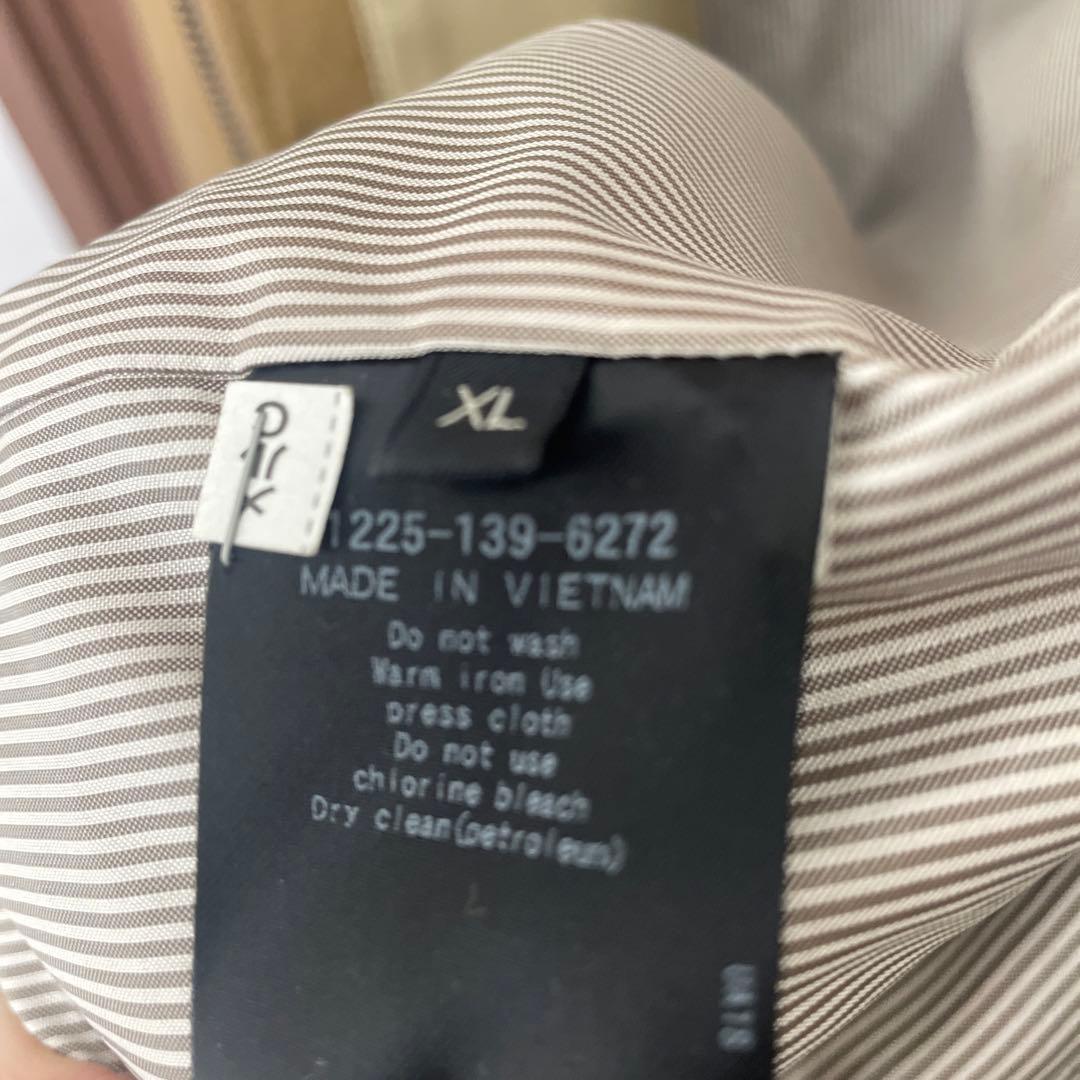 XL
1225-139-6272
MADE IN VIETNAM
Do not wash
Warm iron Use
press cloth
Do not use
chlorine bleach
Dry clean(petroleum)